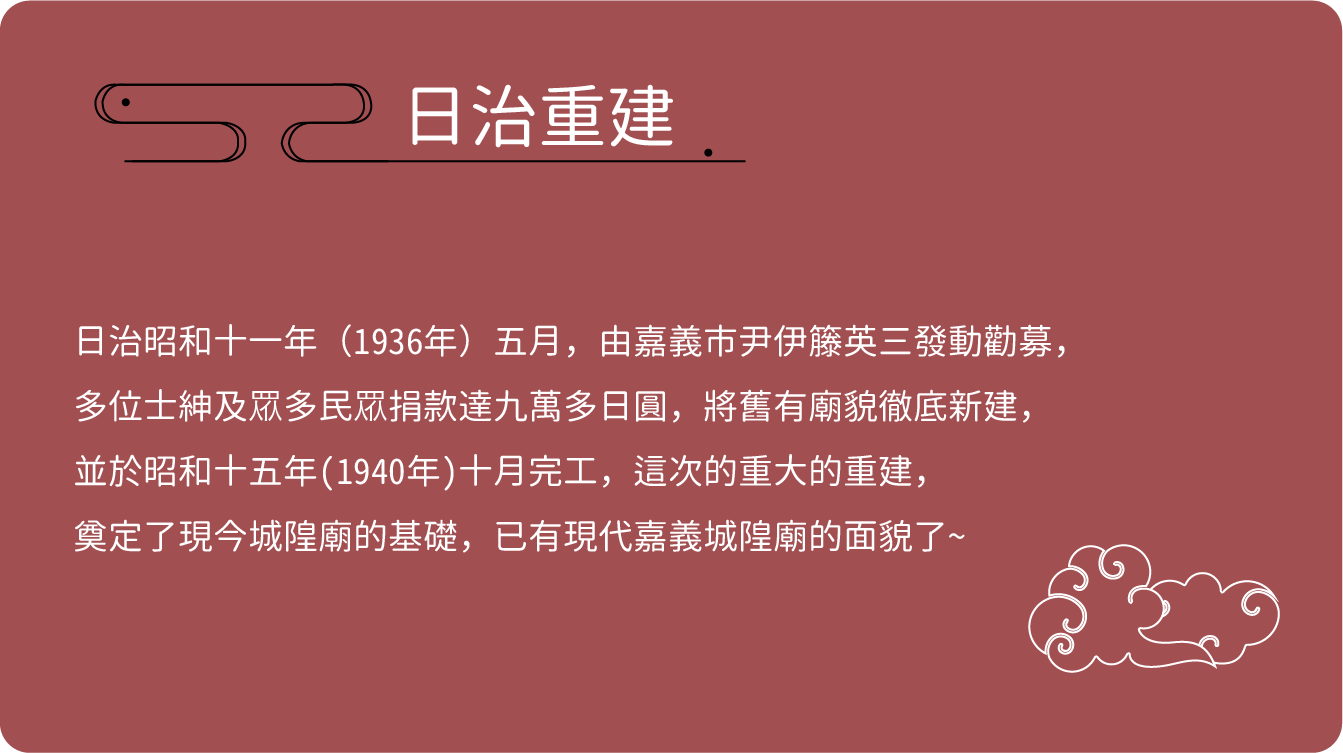 日治重建
日治昭和十一年（1936年）五月，由嘉義市尹伊籐英三發動勸募，
多位士紳及眾多民眾捐款達九萬多日圓，將舊有廟貌徹底新建，
並於昭和十五年(1940年)十月完工，這次的重大的重建，
奠定了現今城隍廟的基礎，已有現代嘉義城隍廟的面貌了~